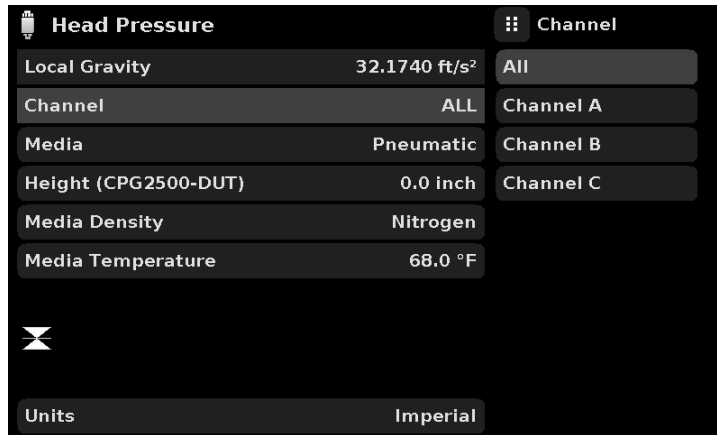 Head Pressure
Local Gravity 32.1740 ft/s²
Channel ALL
Media Pneumatic
Height (CPG2500-DUT) 0.0 inch
Media Density Nitrogen
Media Temperature 68.0 °F
Units Imperial
Channel
All
Channel A
Channel B
Channel C